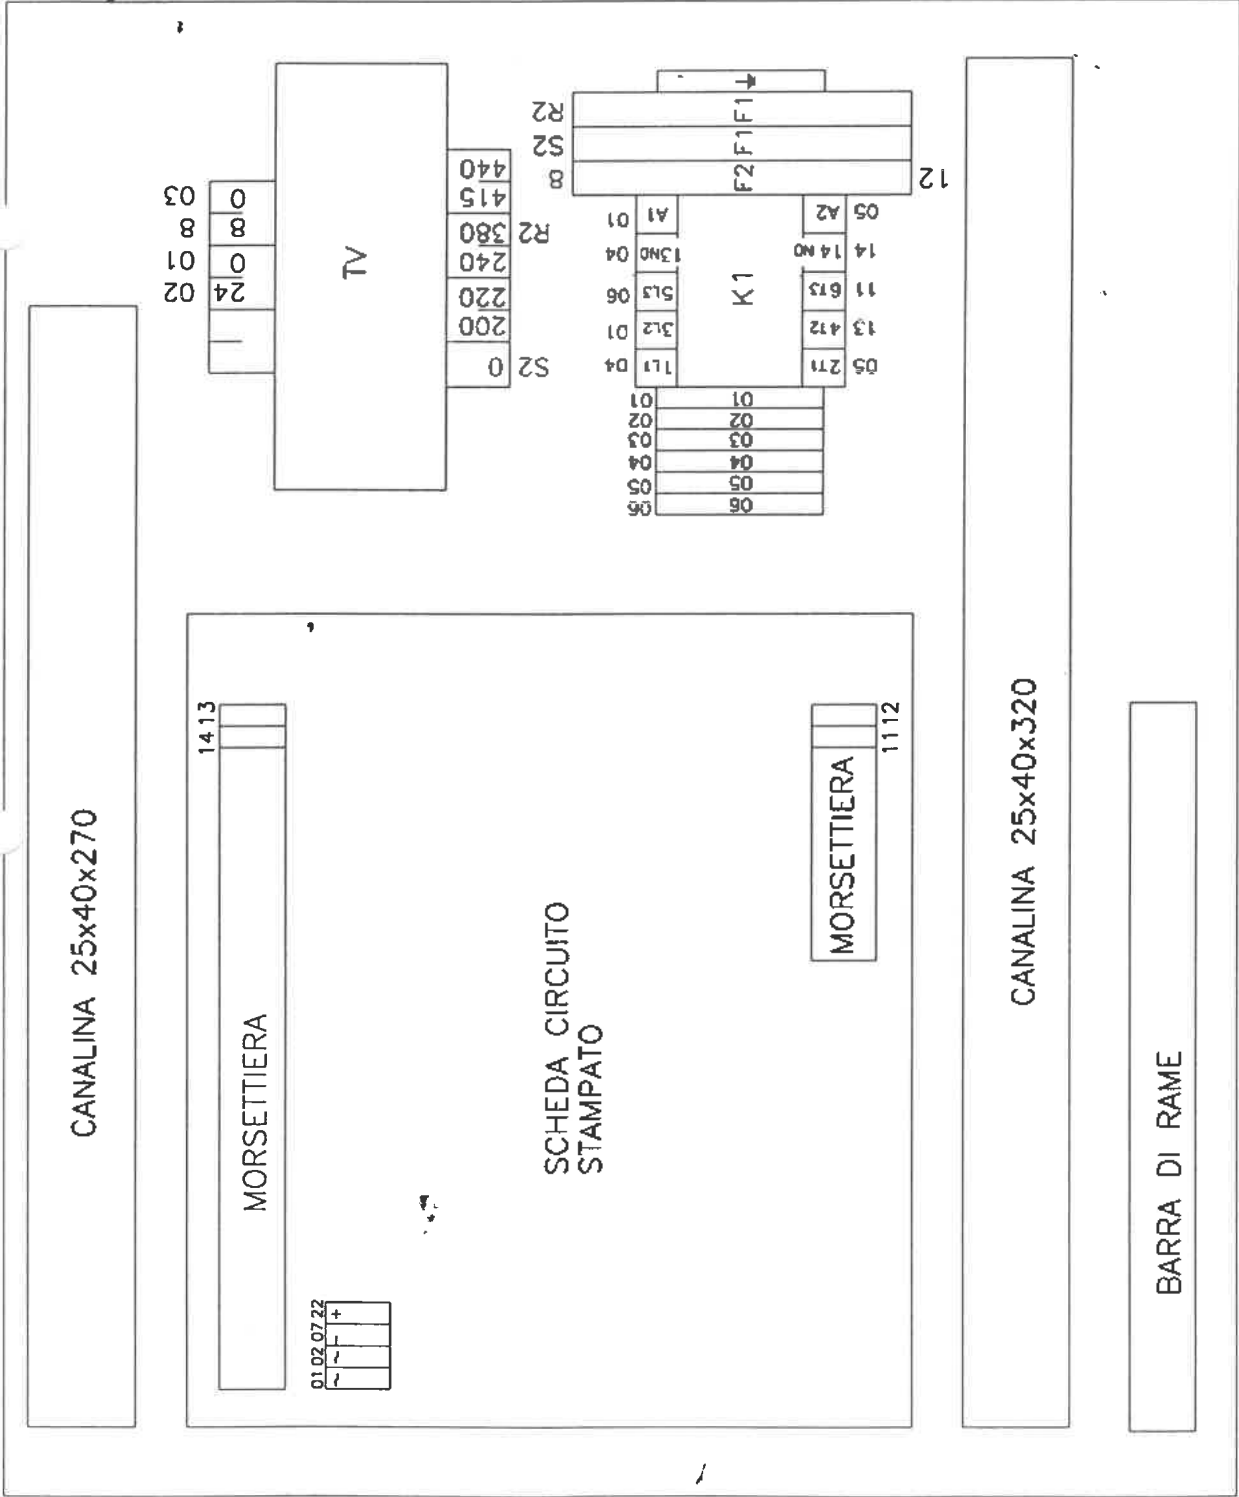 03
8
01
02
0
8
0
24
TV
440
415
380
240
220
200
0
R2
S2
R2
S2
8
F1
F1
F2
12
01
A1
04
13NO
06
5L3
01
3L2
04
1L1
K1
A2
05
14 NO
14
6T3
11
4T2
13
2T1
05
01
01
02
02
03
03
04
04
05
05
06
06
CANALINA 25x40x270
14 13
MORSETTIERA
01 02 07 22
~ ~ - +
SCHEDA CIRCUITO
STAMPATO
11 12
MORSETTIERA
CANALINA 25x40x320
BARRA DI RAME